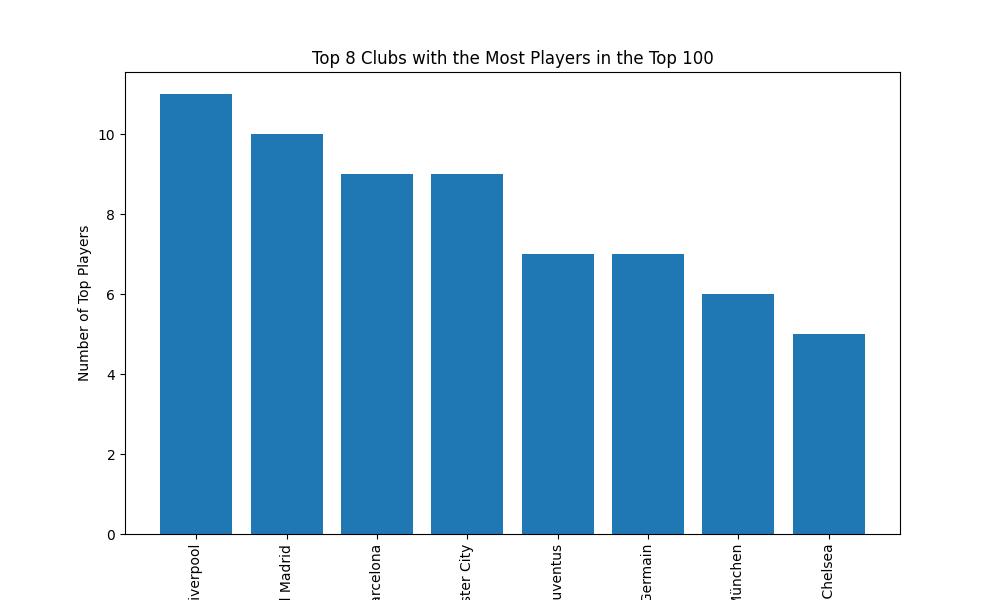 Top 8 Clubs with the Most Players in the Top 100
Number of Top Players
10
8
6
4
2
0
iverpool
l Madrid
arcelona
ster City
uventus
Germain
München
Chelsea